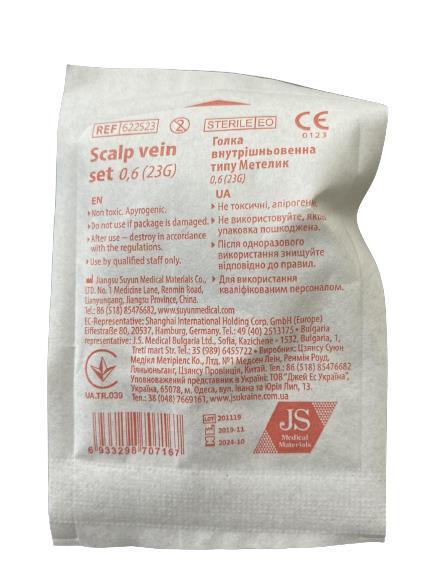 REF 622523
2
STERILE EO
CE
0123
Scalp vein
set 0,6 (23G)
Голка
внутрішньовенна
типу Метелик
0,6 (23G)
EN
Non toxic. Apyrogenic.
Do not use if package is damaged.
After use – destroy in accordance
with the regulations.
Use by qualified staff only.
UA
Не токсичні, апірогенн
Не використовуйте, якщо
упаковка пошкоджена.
Після одноразового
використання знищуйте
відповідно до правил.
Для використання
кваліфікованим персоналом.
Jiangsu Suyun Medical Materials Co.,
LTD. No. 1 Medicine Lane, Renmin Road,
Lianyungang, Jiangsu Province, China.
Tel.: 86 (518) 85476682, www.suyunmedical.com
EC-Representative: Shanghai International Holding Corp. GmbH (Europe)
Eiffestraße 80, 20537, Hamburg, Germany, Tel.: 49 (40) 2513175 • Bulgaria
representative: J.S. Medical Bulgaria Ltd., Sofia, Kazichene - 1532, Bulgaria, 1,
Treti mart Str. Tel.: 35 (989) 6455722 • Виробник: Цзянсу Суюн
Медікл Метіріелс Ко., Лтд. №1 Медсен Лейн, Ренмін Роуд,
Ляньюньганг, Цзянсу Провінція, Китай. Тел.: 86 (518) 85476682
Уповноважений представник в Україні: ТОВ "Джей Ес Україна",
Україна, 65078, м. Одеса, вул. Івана та Юрія Лип, 13.
Тел.: 38 (048) 7669161, www.jsukraine.com.ua
UA.TR.039
LOT 201119
2019-11
2024-10
6 933298 707167
JS
Medical
Materials